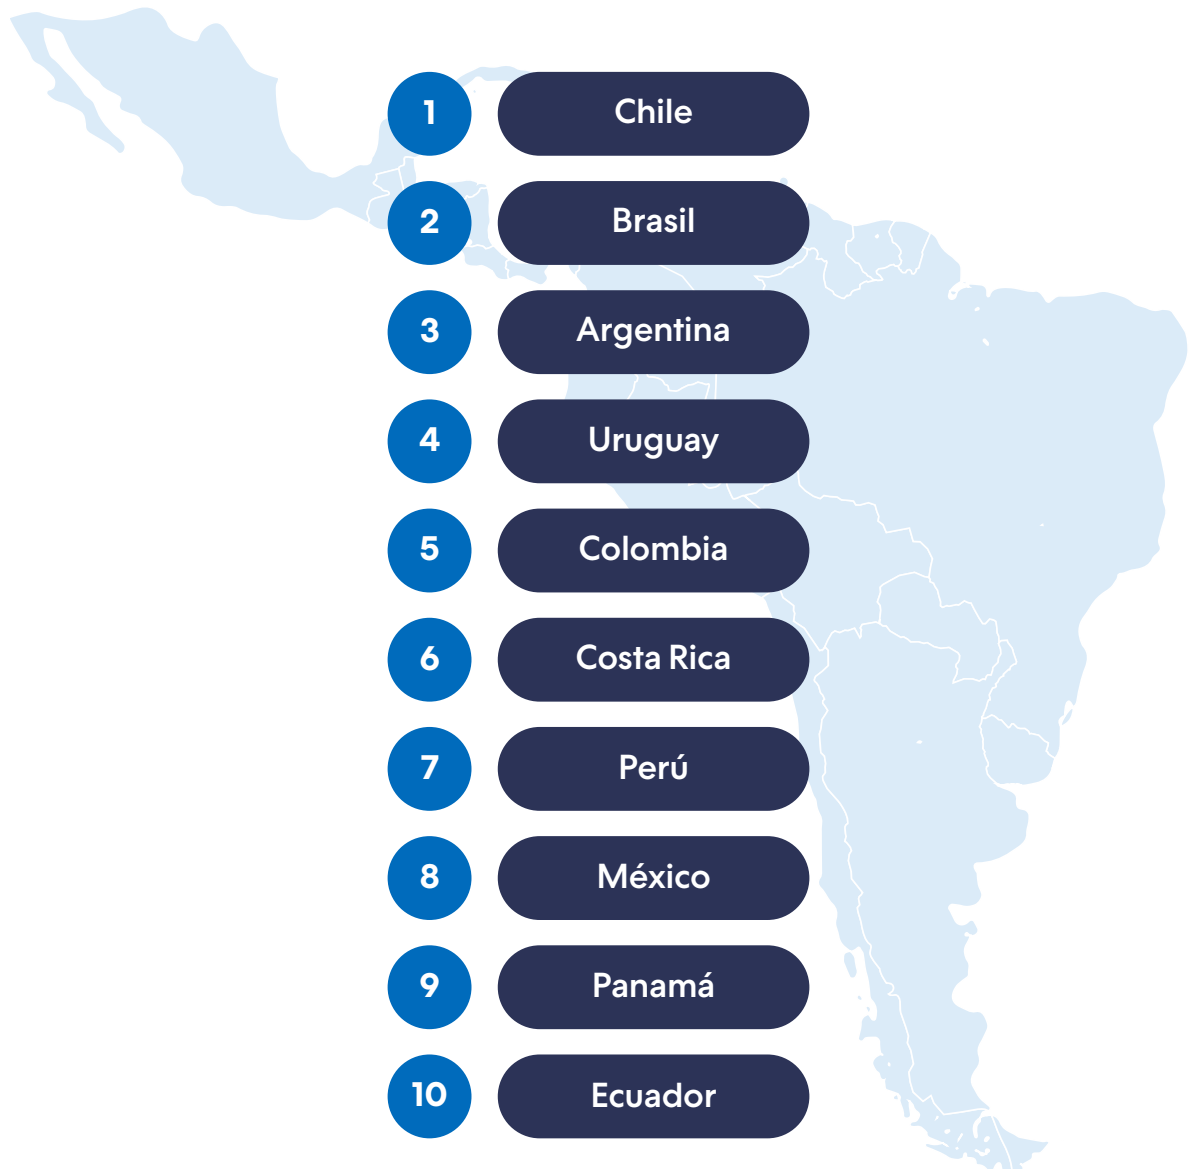 1 Chile
2 Brasil
3 Argentina
4 Uruguay
5 Colombia
6 Costa Rica
7 Perú
8 México
9 Panamá
10 Ecuador